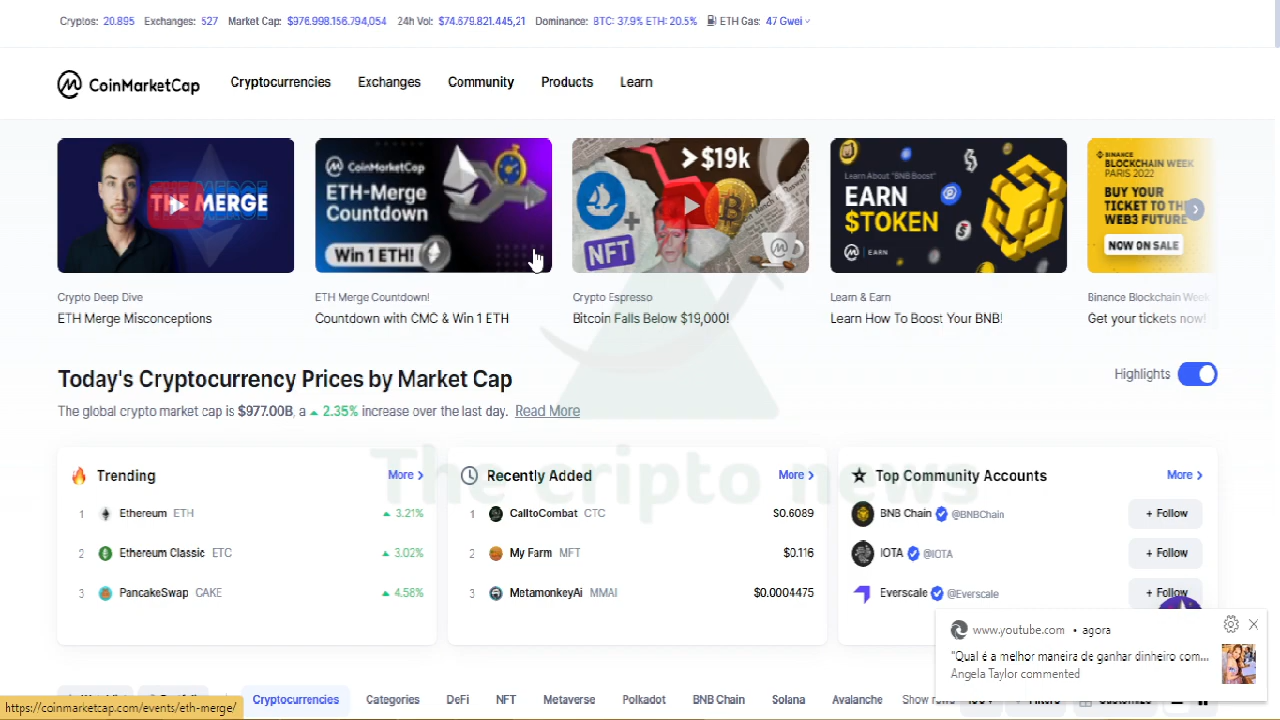 Cryptos: 20.895 Exchanges: 527 Market Cap: $976.998.156.794,054 24h Vol: $74.679.821.445,21 Dominance: BTC: 37.9% ETH: 20.5% ETH Gas: 47 Gwei
CoinMarketCap Cryptocurrencies Exchanges Community Products Learn
THE MERGE
CoinMarketCap
ETH-Merge
Countdown
Win 1 ETH!
>$19k
NFT
Learn About "BNB Boost"
EARN
$TOKEN
EARN
BINANCE
BLOCKCHAIN WEEK
PARIS 2022
BUY YOUR
TICKET TO THE
WEB3 FUTURE
NOW ON SALE
Crypto Deep Dive
ETH Merge Misconceptions
ETH Merge Countdown!
Countdown with CMC & Win 1 ETH
Crypto Espresso
Bitcoin Falls Below $19,000!
Learn & Earn
Learn How To Boost Your BNB!
Binance Blockchain Week
Get your tickets now!
Today's Cryptocurrency Prices by Market Cap
Highlights
The global crypto market cap is $977.00B, a 2.35% increase over the last day. Read More
The cripto news
Trending More
1 Ethereum ETH 3.21%
2 Ethereum Classic ETC 3.02%
3 PancakeSwap CAKE 4.58%
Recently Added More
1 CalltoCombat CTC $0.6089
2 My Farm MFT $0.116
3 MetamonkeyAi MMAI $0.0004475
Top Community Accounts More
BNB Chain @BNBChain + Follow
IOTA @IOTA + Follow
Everscale @Everscale + Follow
www.youtube.com • agora
"Qual é a melhor maneira de ganhar dinheiro com...
Angela Taylor commented
Cryptocurrencies Categories DeFi NFT Metaverse Polkadot BNB Chain Solana Avalanche Show
https://coinmarketcap.com/events/eth-merge/